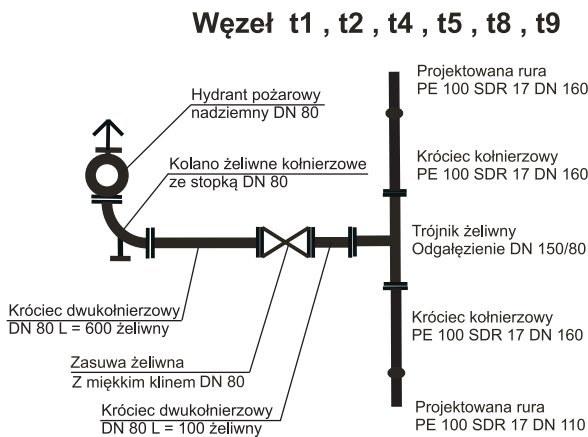 Węzeł t1 , t2 , t4 , t5 , t8 , t9
Projektowana rura
PE 100 SDR 17 DN 160
Hydrant pożarowy
nadziemny DN 80
Kolano żeliwne kołnierzowe
ze stopką DN 80
Króciec kołnierzowy
PE 100 SDR 17 DN 160
Trójnik żeliwny
Odgałęzienie DN 150/80
Króciec dwukołnierzowy
DN 80 L = 600 żeliwny
Króciec kołnierzowy
PE 100 SDR 17 DN 160
Zasuwa żeliwna
Z miękkim klinem DN 80
Króciec dwukołnierzowy
DN 80 L = 100 żeliwny
Projektowana rura
PE 100 SDR 17 DN 110